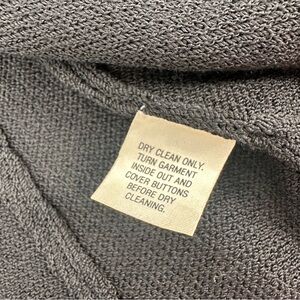 DRY CLEAN ONLY.
TURN GARMENT
INSIDE OUT AND
COVER BUTTONS
BEFORE DRY
CLEANING.